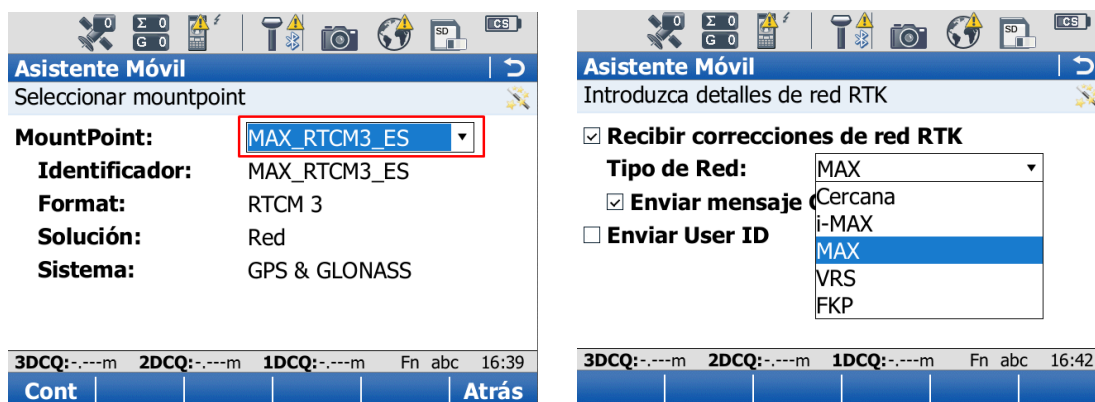 0 Σ 0 G 0 SD CS
Asistente Móvil
Seleccionar mountpoint
MountPoint: MAX_RTCM3_ES
Identificador: MAX_RTCM3_ES
Format: RTCM 3
Solución: Red
Sistema: GPS & GLONASS
3DCQ:-.---m 2DCQ:-.---m 1DCQ:-.---m Fn abc 16:39
Cont Atrás
0 Σ 0 G 0 SD CS
Asistente Móvil
Introduzca detalles de red RTK
Recibir correcciones de red RTK
Tipo de Red: MAX
Cercana
Enviar mensaje
i-MAX
Enviar User ID
MAX
VRS
FKP
3DCQ:-.---m 2DCQ:-.---m 1DCQ:-.---m Fn abc 16:42